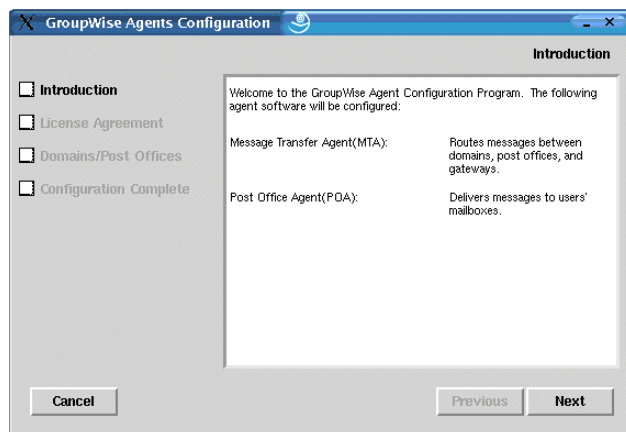 GroupWise Agents Configuration
Introduction
Introduction
License Agreement
Domains/Post Offices
Configuration Complete
Welcome to the GroupWise Agent Configuration Program. The following
agent software will be configured:
Message Transfer Agent(MTA): Routes messages between
domains, post offices, and
gateways.
Post Office Agent(POA): Delivers messages to users'
mailboxes.
Cancel Previous Next